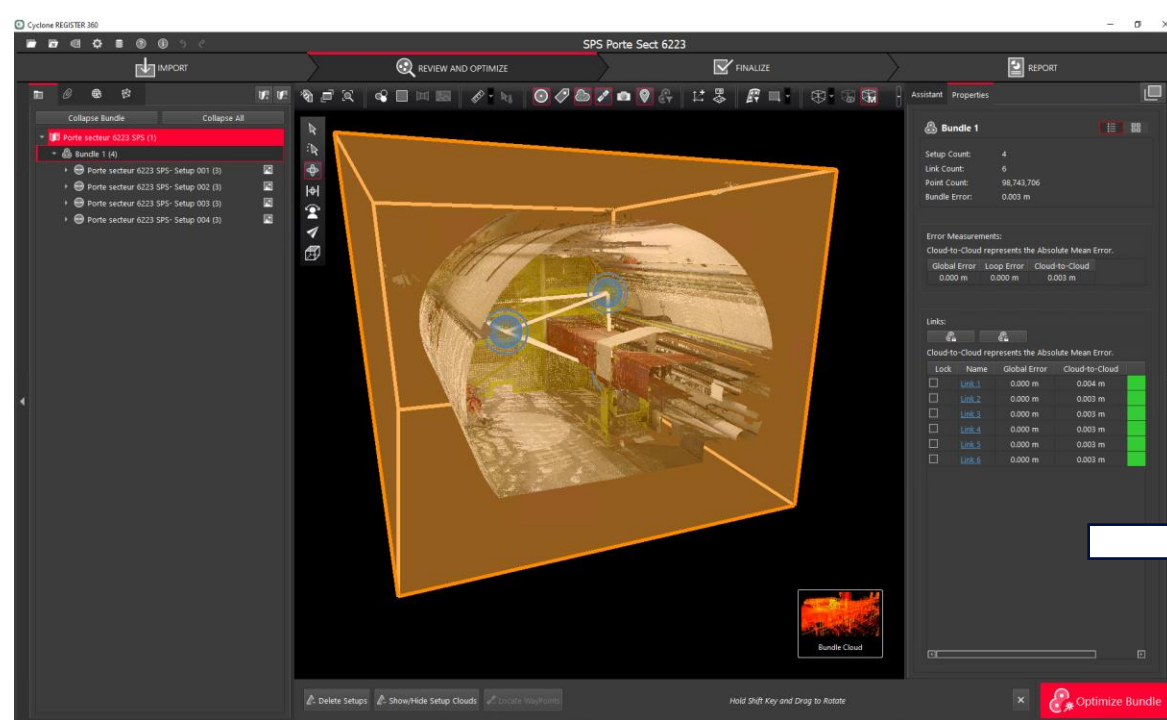 Cyclone REGISTER 360
SPS Porte Sect 6223
IMPORT
REVIEW AND OPTIMIZE
FINALIZE
REPORT
Collapse Bundle
Collapse All
Porte secteur 6223 SPS (1)
Bundle 1 (4)
Porte secteur 6223 SPS- Setup 001 (3)
Porte secteur 6223 SPS- Setup 002 (3)
Porte secteur 6223 SPS- Setup 003 (3)
Porte secteur 6223 SPS- Setup 004 (3)
Bundle Cloud
Delete Setups
Show/Hide Setup Clouds
Locate WayPoints
Hold Shift Key and Drag to Rotate
Assistant Properties
Bundle 1
Setup Count: 4
Link Count: 6
Point Count: 98,743,706
Bundle Error: 0.003 m
Error Measurements:
Cloud-to-Cloud represents the Absolute Mean Error.
Global Error Loop Error Cloud-to-Cloud
0.000 m 0.000 m 0.003 m
Links:
Cloud-to-Cloud represents the Absolute Mean Error.
Lock Name Global Error Cloud-to-Cloud
Link 1 0.000 m 0.004 m
Link 2 0.000 m 0.003 m
Link 3 0.000 m 0.003 m
Link 4 0.000 m 0.003 m
Link 5 0.000 m 0.003 m
Link 6 0.000 m 0.003 m
Optimize Bundle